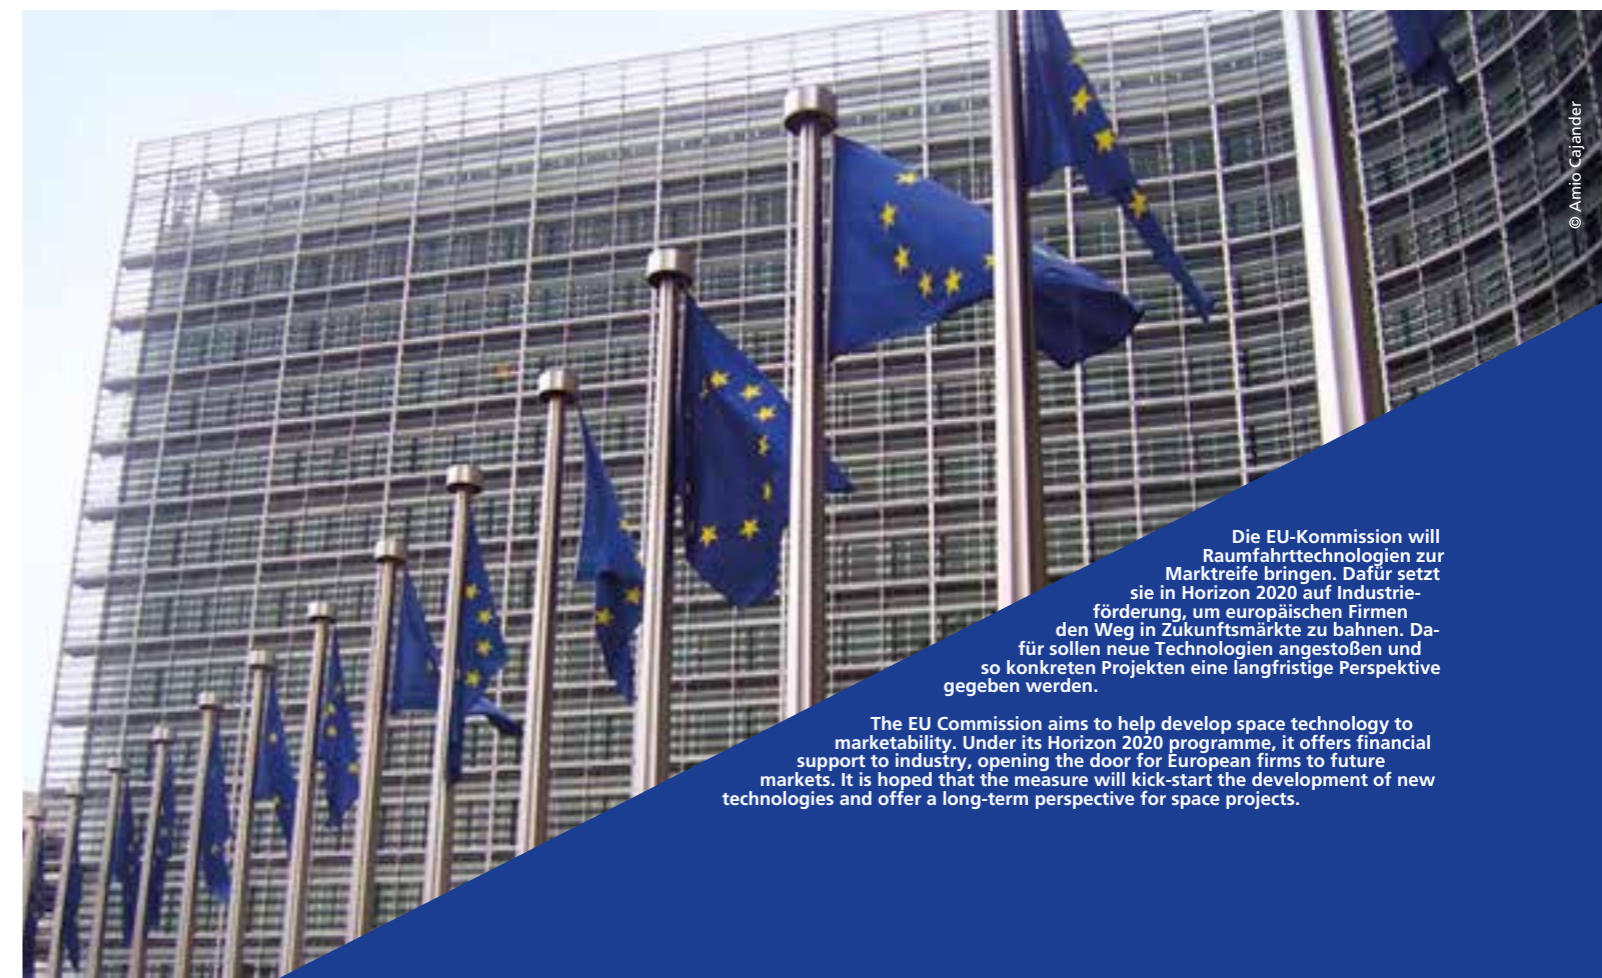 © Amio Cajander
Die EU-Kommission will
Raumfahrttechnologien zur
Marktreife bringen. Dafür setzt
sie in Horizon 2020 auf Industrie-
förderung, um europäischen Firmen
den Weg in Zukunftsmärkte zu bahnen. Da-
für sollen neue Technologien angestoßen und
so konkreten Projekten eine langfristige Perspektive
gegeben werden.
The EU Commission aims to help develop space technology to
marketability. Under its Horizon 2020 programme, it offers financial
support to industry, opening the door for European firms to future
markets. It is hoped that the measure will kick-start the development of new
technologies and offer a long-term perspective for space projects.